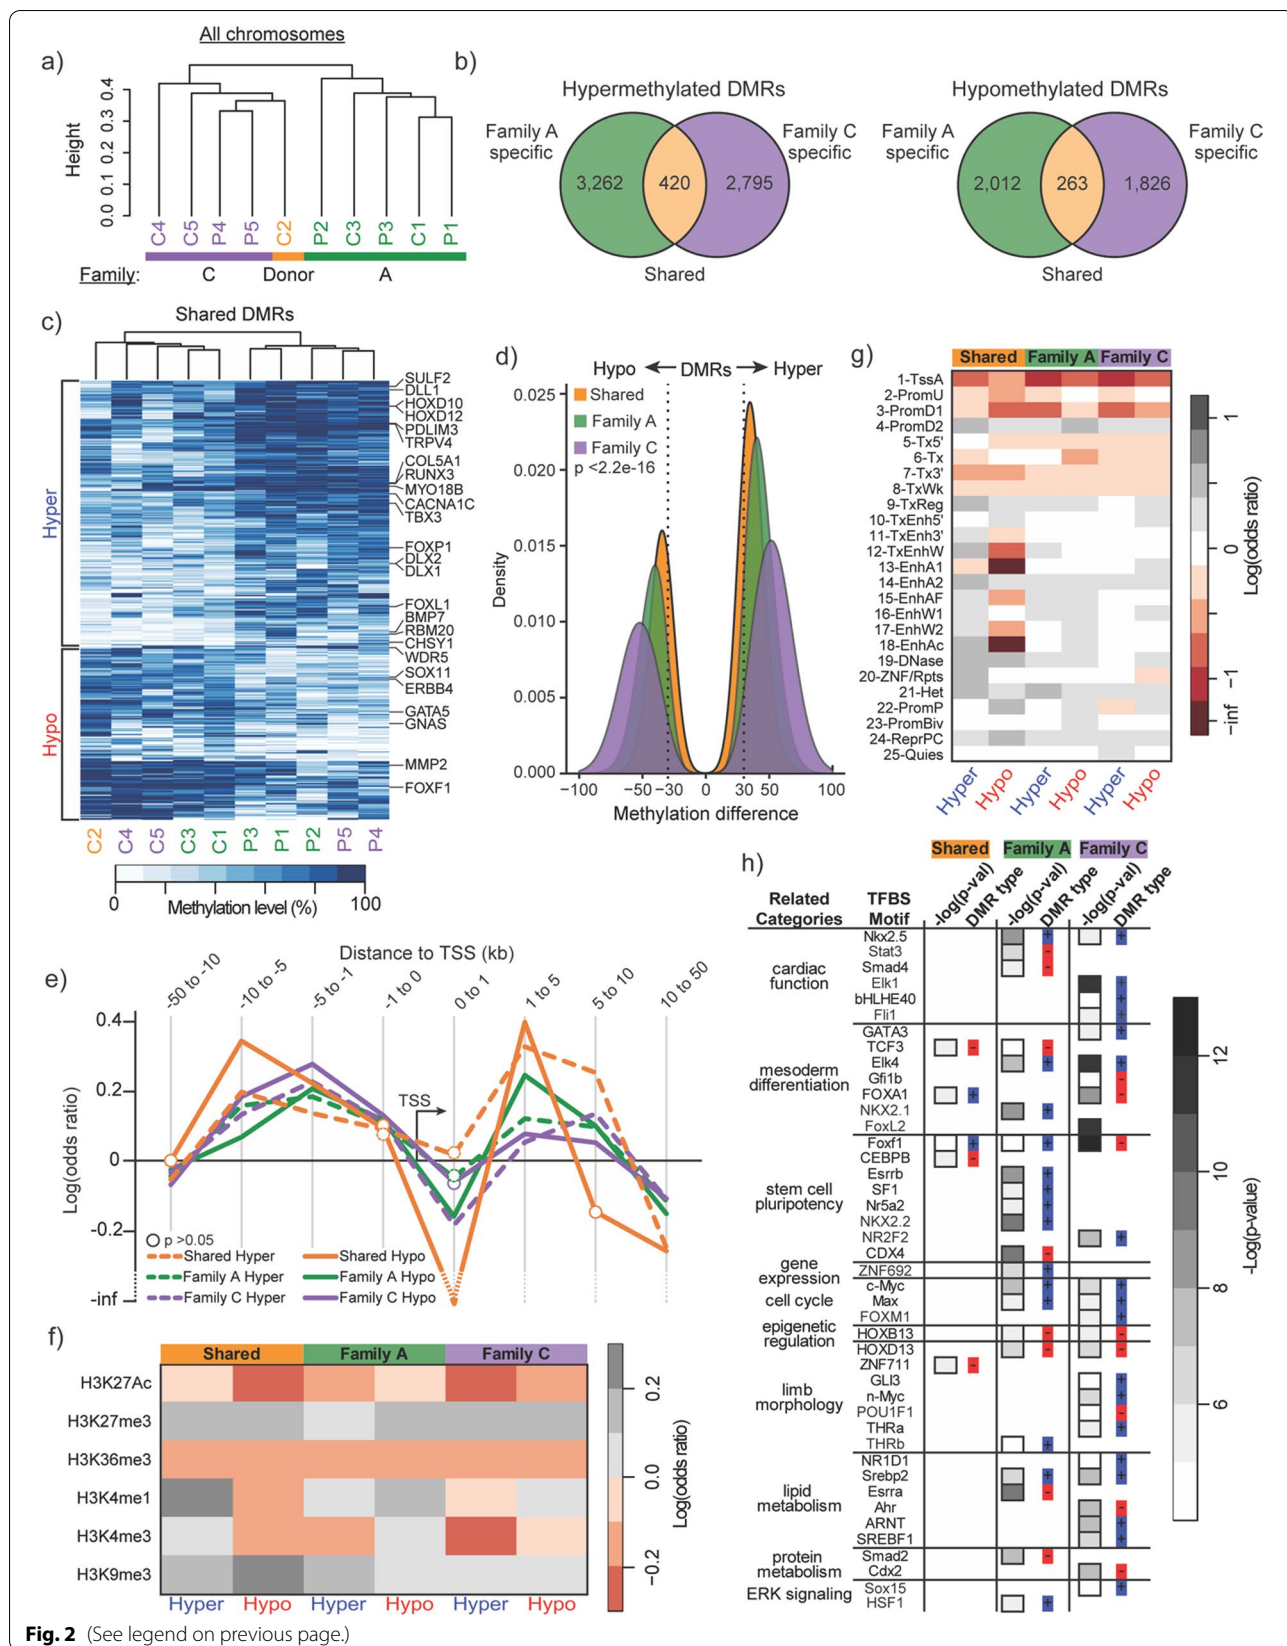 a)
All chromosomes
Height
0.0 0.1 0.2 0.3 0.4
C4 C5 P4 P5 C2 P2 C3 P3 C1 P1
Family: C Donor A
b)
Hypermethylated DMRs
Family A specific
3,262 420 2,795
Family C specific
Shared
Hypomethylated DMRs
Family A specific
2,012 263 1,826
Family C specific
Shared
c)
Shared DMRs
Hyper
Hypo
SULF2
DLL1
HOXD10
HOXD12
PDLIM3
TRPV4
COL5A1
RUNX3
MYO18B
CACNA1C
TBX3
FOXP1
DLX2
DLX1
FOXL1
BMP7
RBM20
CHSY1
WDR5
SOX11
ERBB4
GATA5
GNAS
MMP2
FOXF1
C2 C4 C5 C3 C1 P3 P1 P2 P5 P4
0 Methylation level (%) 100
d)
Hypo DMRs Hyper
Shared
Family A
Family C
p <2.2e-16
Density
0.025
0.020
0.015
0.010
0.005
0.000
−100 −50 −30 0 30 50 100
Methylation difference
g)
Shared Family A Family C
1-TssA
2-PromU
3-PromD1
4-PromD2
5-Tx5'
6-Tx
7-Tx3'
8-TxWk
9-TxReg
10-TxEnh5'
11-TxEnh3'
12-TxEnhW
13-EnhA1
14-EnhA2
15-EnhAF
16-EnhW1
17-EnhW2
18-EnhAc
19-DNase
20-ZNF/Rpts
21-Het
22-PromP
23-PromBiv
24-ReprPC
25-Quies
Hyper Hypo Hyper Hypo Hyper Hypo
−inf −1 0 1
Log(odds ratio)
e)
Distance to TSS (kb)
-50 to -10 -10 to -5 -5 to -1 -1 to 0 0 to 1 1 to 5 5 to 10 10 to 50
Log(odds ratio)
0.4
0.2
0
-0.2
-inf
TSS
p >0.05
Shared Hyper Shared Hypo
Family A Hyper Family A Hypo
Family C Hyper Family C Hypo
f)
Shared Family A Family C
H3K27Ac
H3K27me3
H3K36me3
H3K4me1
H3K4me3
H3K9me3
Hyper Hypo Hyper Hypo Hyper Hypo
−0.2 0.0 0.2
Log(odds ratio)
h)
Shared Family A Family C
Related Categories
TFBS Motif
-log(p-val) DMR type -log(p-val) DMR type -log(p-val) DMR type
cardiac function
Nkx2.5 + +
Stat3 -
Smad4 -
Elk1 +
bHLHE40 +
Fli1 +
mesoderm differentiation
GATA3 +
TCF3 - -
Elk4 + +
Gfi1b -
FOXA1 + -
NKX2.1 +
FoxL2
stem cell pluripotency
Foxf1 + + -
CEBPB -
Esrrb +
SF1 +
Nr5a2 +
NKX2.2 +
NR2F2 +
CDX4 -
gene expression
ZNF692 +
cell cycle
c-Myc + +
Max + +
FOXM1 +
epigenetic regulation
HOXB13 - -
limb morphology
HOXD13 - -
ZNF711 -
GLI3 +
n-Myc +
POU1F1 -
THRa +
THRb +
lipid metabolism
NR1D1 +
Srebp2 + +
Esrra -
Ahr -
ARNT +
SREBF1 +
protein metabolism
Smad2 -
Cdx2 -
ERK signaling
Sox15 +
HSF1 +
6 8 10 12
-Log(p-value)
Fig. 2 (See legend on previous page.)